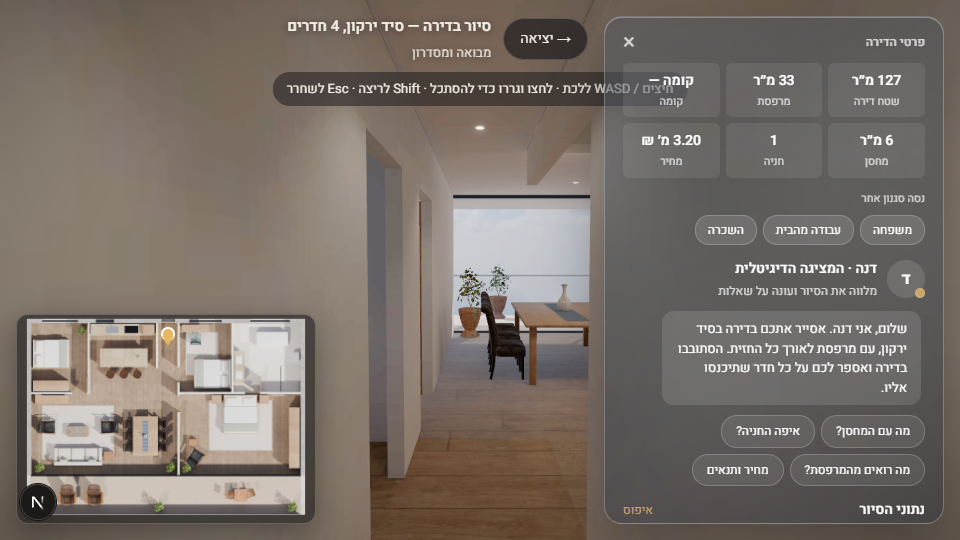 סיור בדירה — סיד ירקון, 4 חדרים
מבואה ומסדרון
→ יציאה
חיצים / WASD ללכת · לחצו וגררו כדי להסתכל · Shift לריצה · Esc לשחרר
פרטי הדירה
×
127 מ״ר
שטח דירה
33 מ״ר
מרפסת
קומה —
קומה
6 מ״ר
מחסן
1
חניה
3.20 מ׳ ₪
מחיר
נסה סגנון אחר
משפחה
עבודה מהבית
השכרה
ד
דנה · המציגה הדיגיטלית
מלווה את הסיור ועונה על שאלות
שלום, אני דנה. אסייר אתכם בדירה בסיד
ירקון, עם מרפסת לאורך כל החזית. הסתובבו
בדירה ואספר לכם על כל חדר שתיכנסו
אליו.
מה עם המחסן?
איפה החניה?
מה רואים מהמרפסת?
מחיר ותנאים
נתוני הסיור
איפוס
N